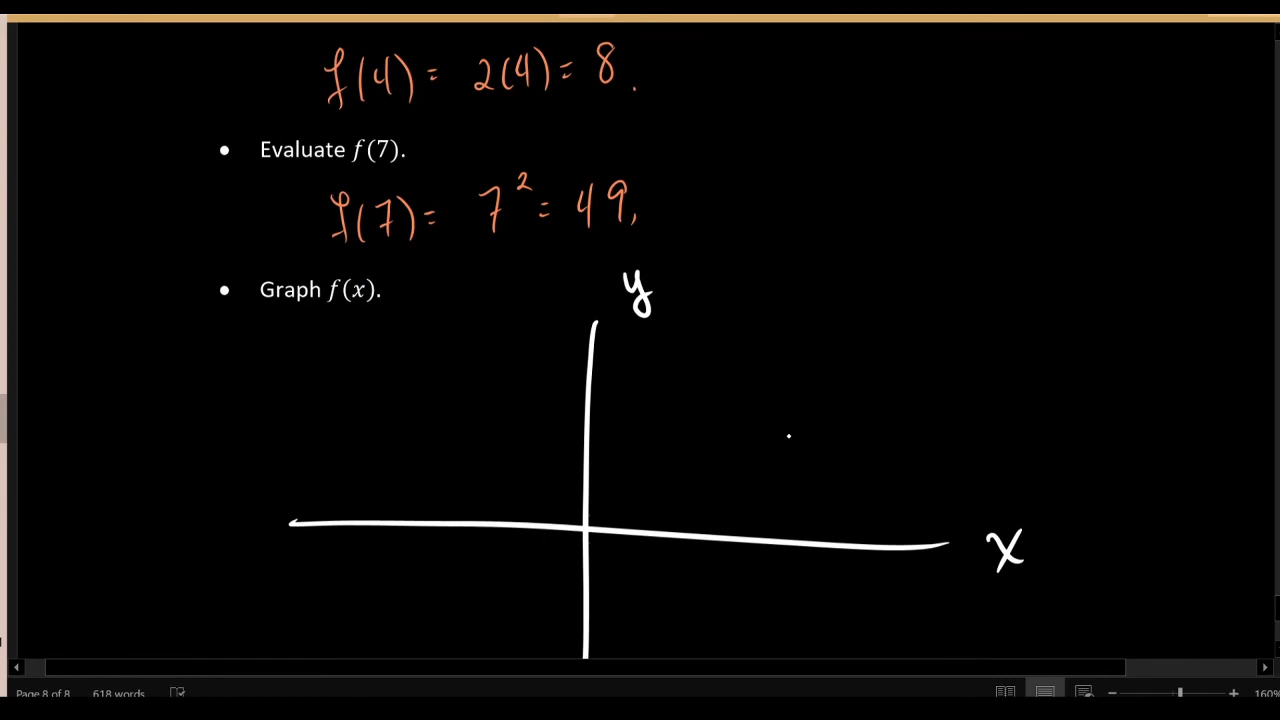 f(4) = 2(4) = 8.
• Evaluate f(7).
f(7) = 7² = 49,
• Graph f(x).
y
x
Page 8 of 8 618 words 160%